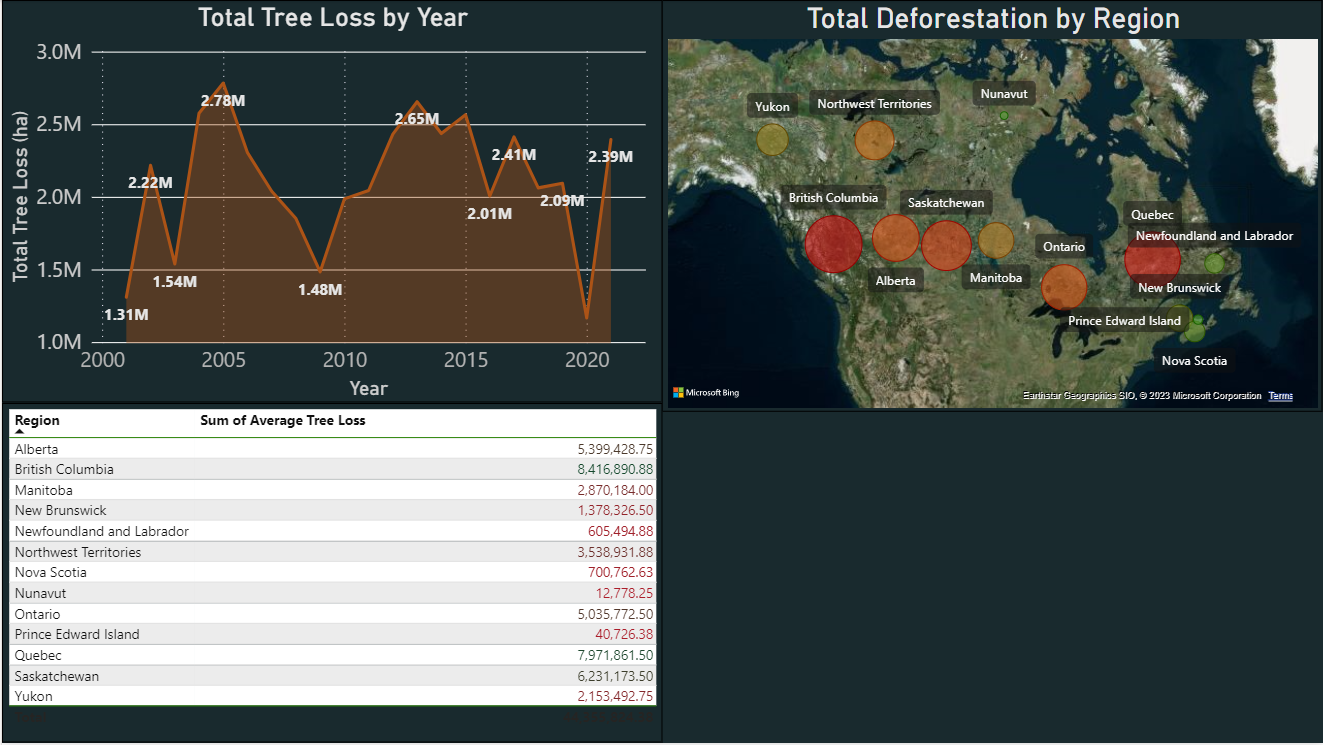 Total Tree Loss by Year
Total Tree Loss (ha)
3.0M
2.5M
2.0M
1.5M
1.0M
1.31M
2.22M
1.54M
2.78M
1.48M
2.65M
2.01M
2.41M
2.09M
2.39M
2000
2005
2010
2015
2020
Year
Total Deforestation by Region
Yukon
Northwest Territories
Nunavut
British Columbia
Saskatchewan
Alberta
Manitoba
Ontario
Quebec
Newfoundland and Labrador
New Brunswick
Prince Edward Island
Nova Scotia
Microsoft Bing
Earthstar Geographics SIO, © 2023 Microsoft Corporation Terms
Region Sum of Average Tree Loss
Alberta 5,399,428.75
British Columbia 8,416,890.88
Manitoba 2,870,184.00
New Brunswick 1,378,326.50
Newfoundland and Labrador 605,494.88
Northwest Territories 3,538,931.88
Nova Scotia 700,762.63
Nunavut 12,778.25
Ontario 5,035,772.50
Prince Edward Island 40,726.38
Quebec 7,971,861.50
Saskatchewan 6,231,173.50
Yukon 2,153,492.75